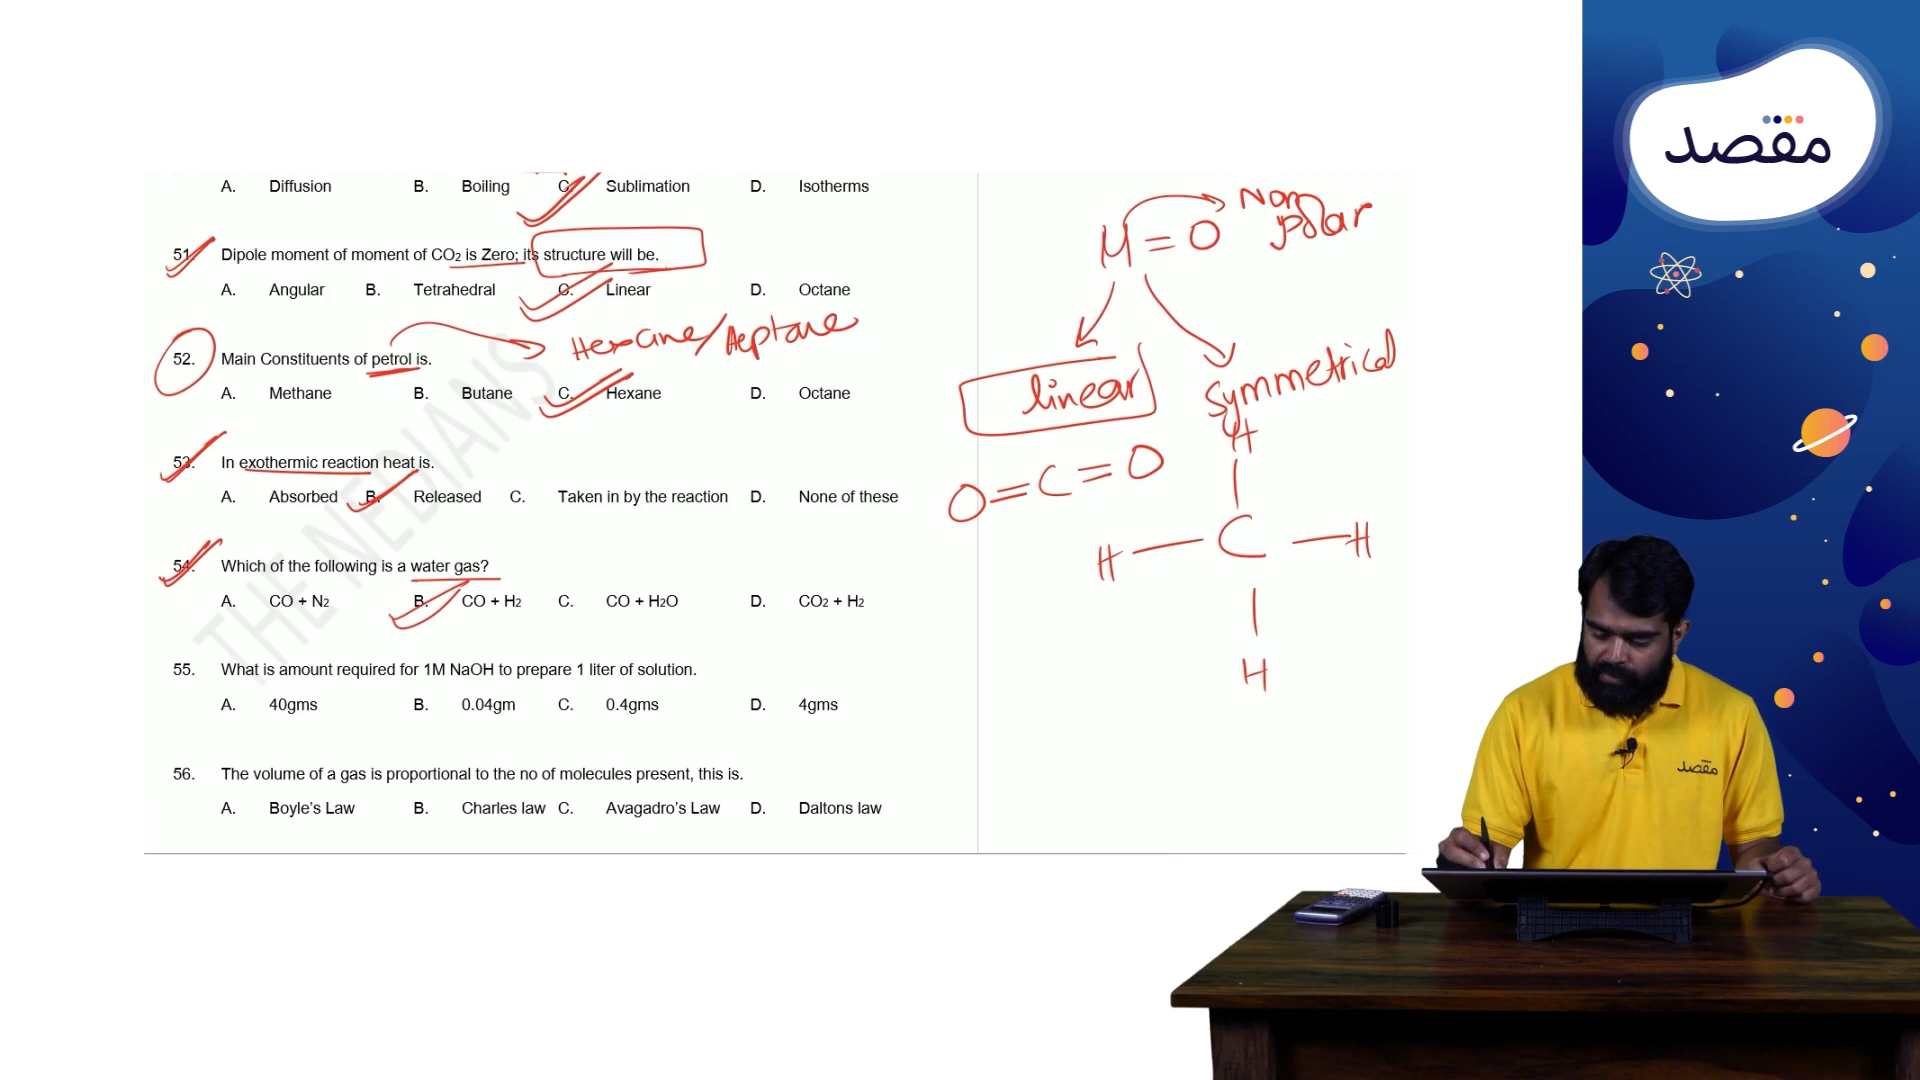 A. Diffusion B. Boiling C. Sublimation D. Isotherms
51. Dipole moment of moment of CO2 is Zero; its structure will be.
A. Angular B. Tetrahedral C. Linear D. Octane
Hexane/Heptane
52. Main Constituents of petrol is.
A. Methane B. Butane C. Hexane D. Octane
53. In exothermic reaction heat is.
A. Absorbed B. Released C. Taken in by the reaction D. None of these
54. Which of the following is a water gas?
A. CO + N2 B. CO + H2 C. CO + H2O D. CO2 + H2
55. What is amount required for 1M NaOH to prepare 1 liter of solution.
A. 40gms B. 0.04gm C. 0.4gms D. 4gms
56. The volume of a gas is proportional to the no of molecules present, this is.
A. Boyle's Law B. Charles law C. Avagadro's Law D. Daltons law
THE NEDIANS
M = O Non polar
linear Symmetrical
O = C = O
H
H — C — H
H
مقصد
مقصد